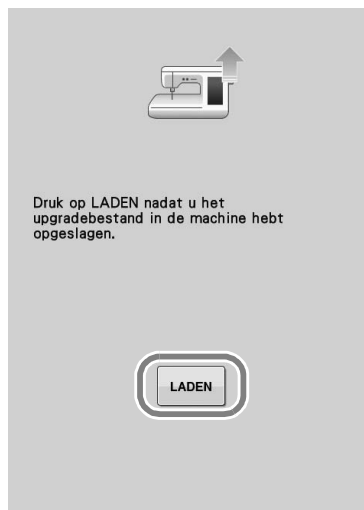 Druk op LADEN nadat u het
upgradebestand in de machine hebt
opgeslagen.
LADEN